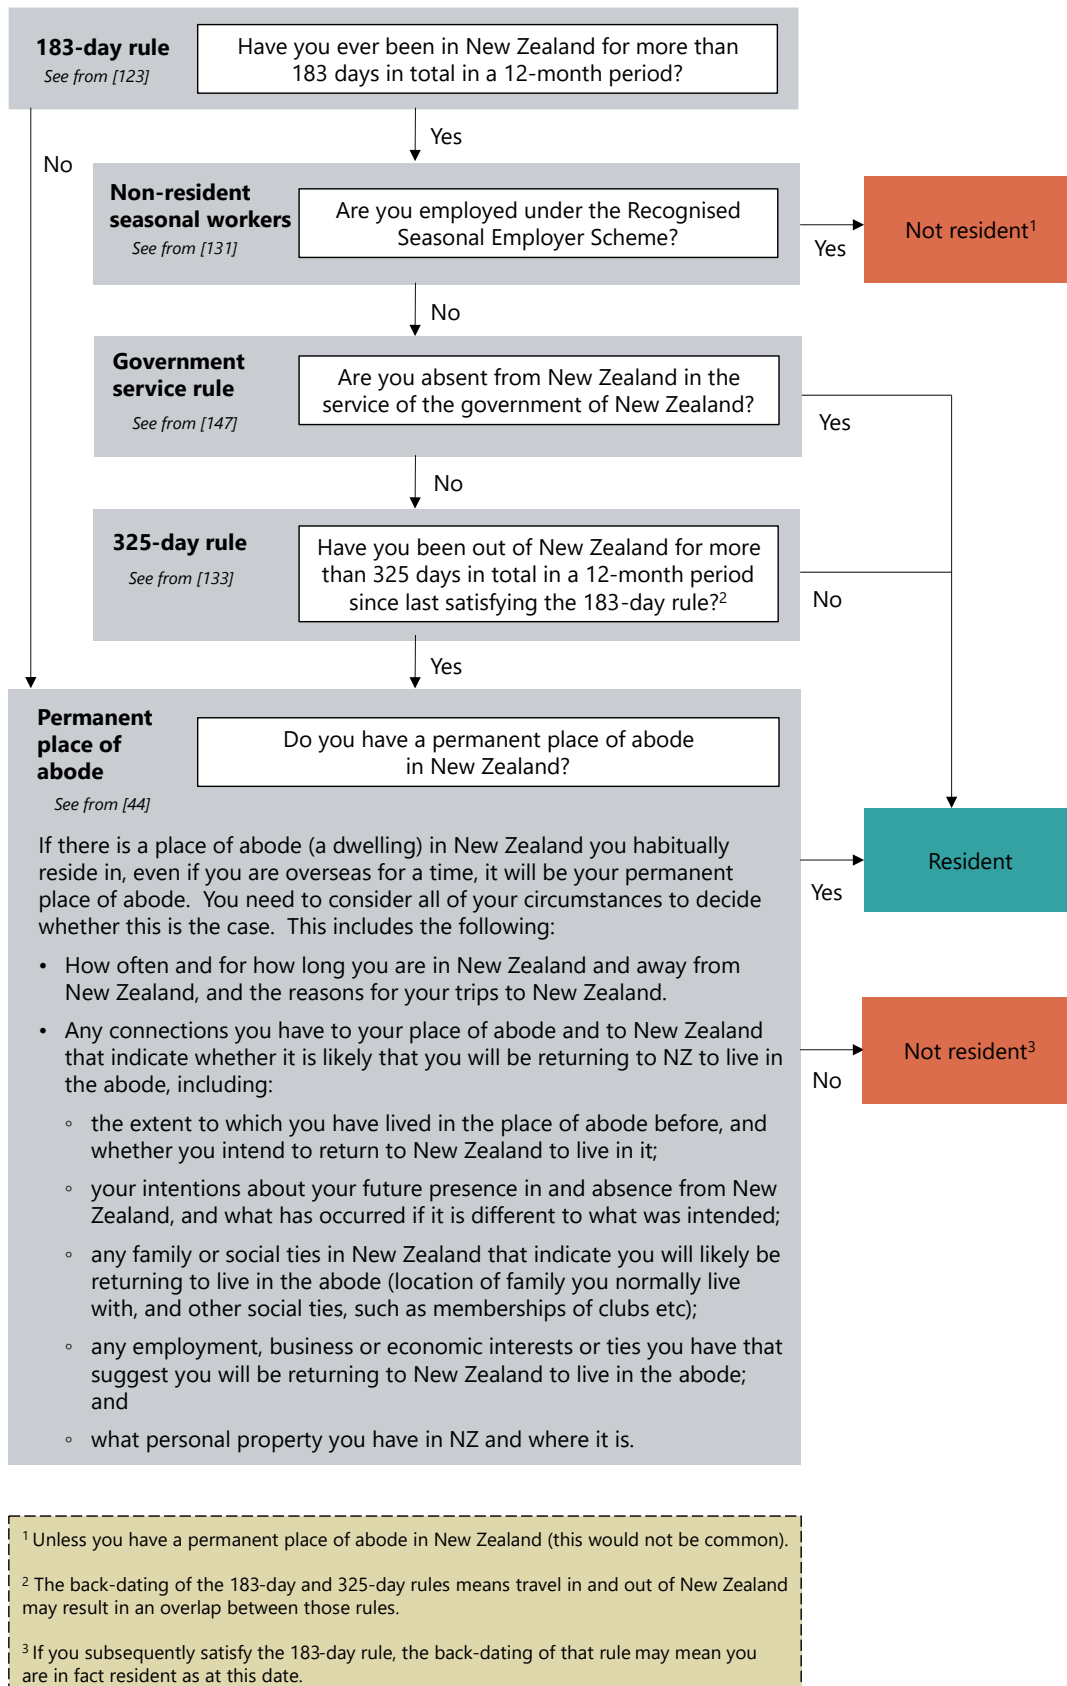 183-day rule
See from [123]
Have you ever been in New Zealand for more than
183 days in total in a 12-month period?
Yes
No
Non-resident
seasonal workers
See from [131]
Are you employed under the Recognised
Seasonal Employer Scheme?
Yes
Not resident¹
No
Government
service rule
See from [147]
Are you absent from New Zealand in the
service of the government of New Zealand?
Yes
No
325-day rule
See from [133]
Have you been out of New Zealand for more
than 325 days in total in a 12-month period
since last satisfying the 183-day rule?²
No
Yes
Permanent
place of
abode
See from [44]
Do you have a permanent place of abode
in New Zealand?
If there is a place of abode (a dwelling) in New Zealand you habitually
reside in, even if you are overseas for a time, it will be your permanent
place of abode. You need to consider all of your circumstances to decide
whether this is the case. This includes the following:
• How often and for how long you are in New Zealand and away from
New Zealand, and the reasons for your trips to New Zealand.
• Any connections you have to your place of abode and to New Zealand
that indicate whether it is likely that you will be returning to NZ to live in
the abode, including:
◦ the extent to which you have lived in the place of abode before, and
whether you intend to return to New Zealand to live in it;
◦ your intentions about your future presence in and absence from New
Zealand, and what has occurred if it is different to what was intended;
◦ any family or social ties in New Zealand that indicate you will likely be
returning to live in the abode (location of family you normally live
with, and other social ties, such as memberships of clubs etc);
◦ any employment, business or economic interests or ties you have that
suggest you will be returning to New Zealand to live in the abode;
and
◦ what personal property you have in NZ and where it is.
Yes
Resident
No
Not resident³
¹ Unless you have a permanent place of abode in New Zealand (this would not be common).
² The back-dating of the 183-day and 325-day rules means travel in and out of New Zealand
may result in an overlap between those rules.
³ If you subsequently satisfy the 183-day rule, the back-dating of that rule may mean you
are in fact resident as at this date.